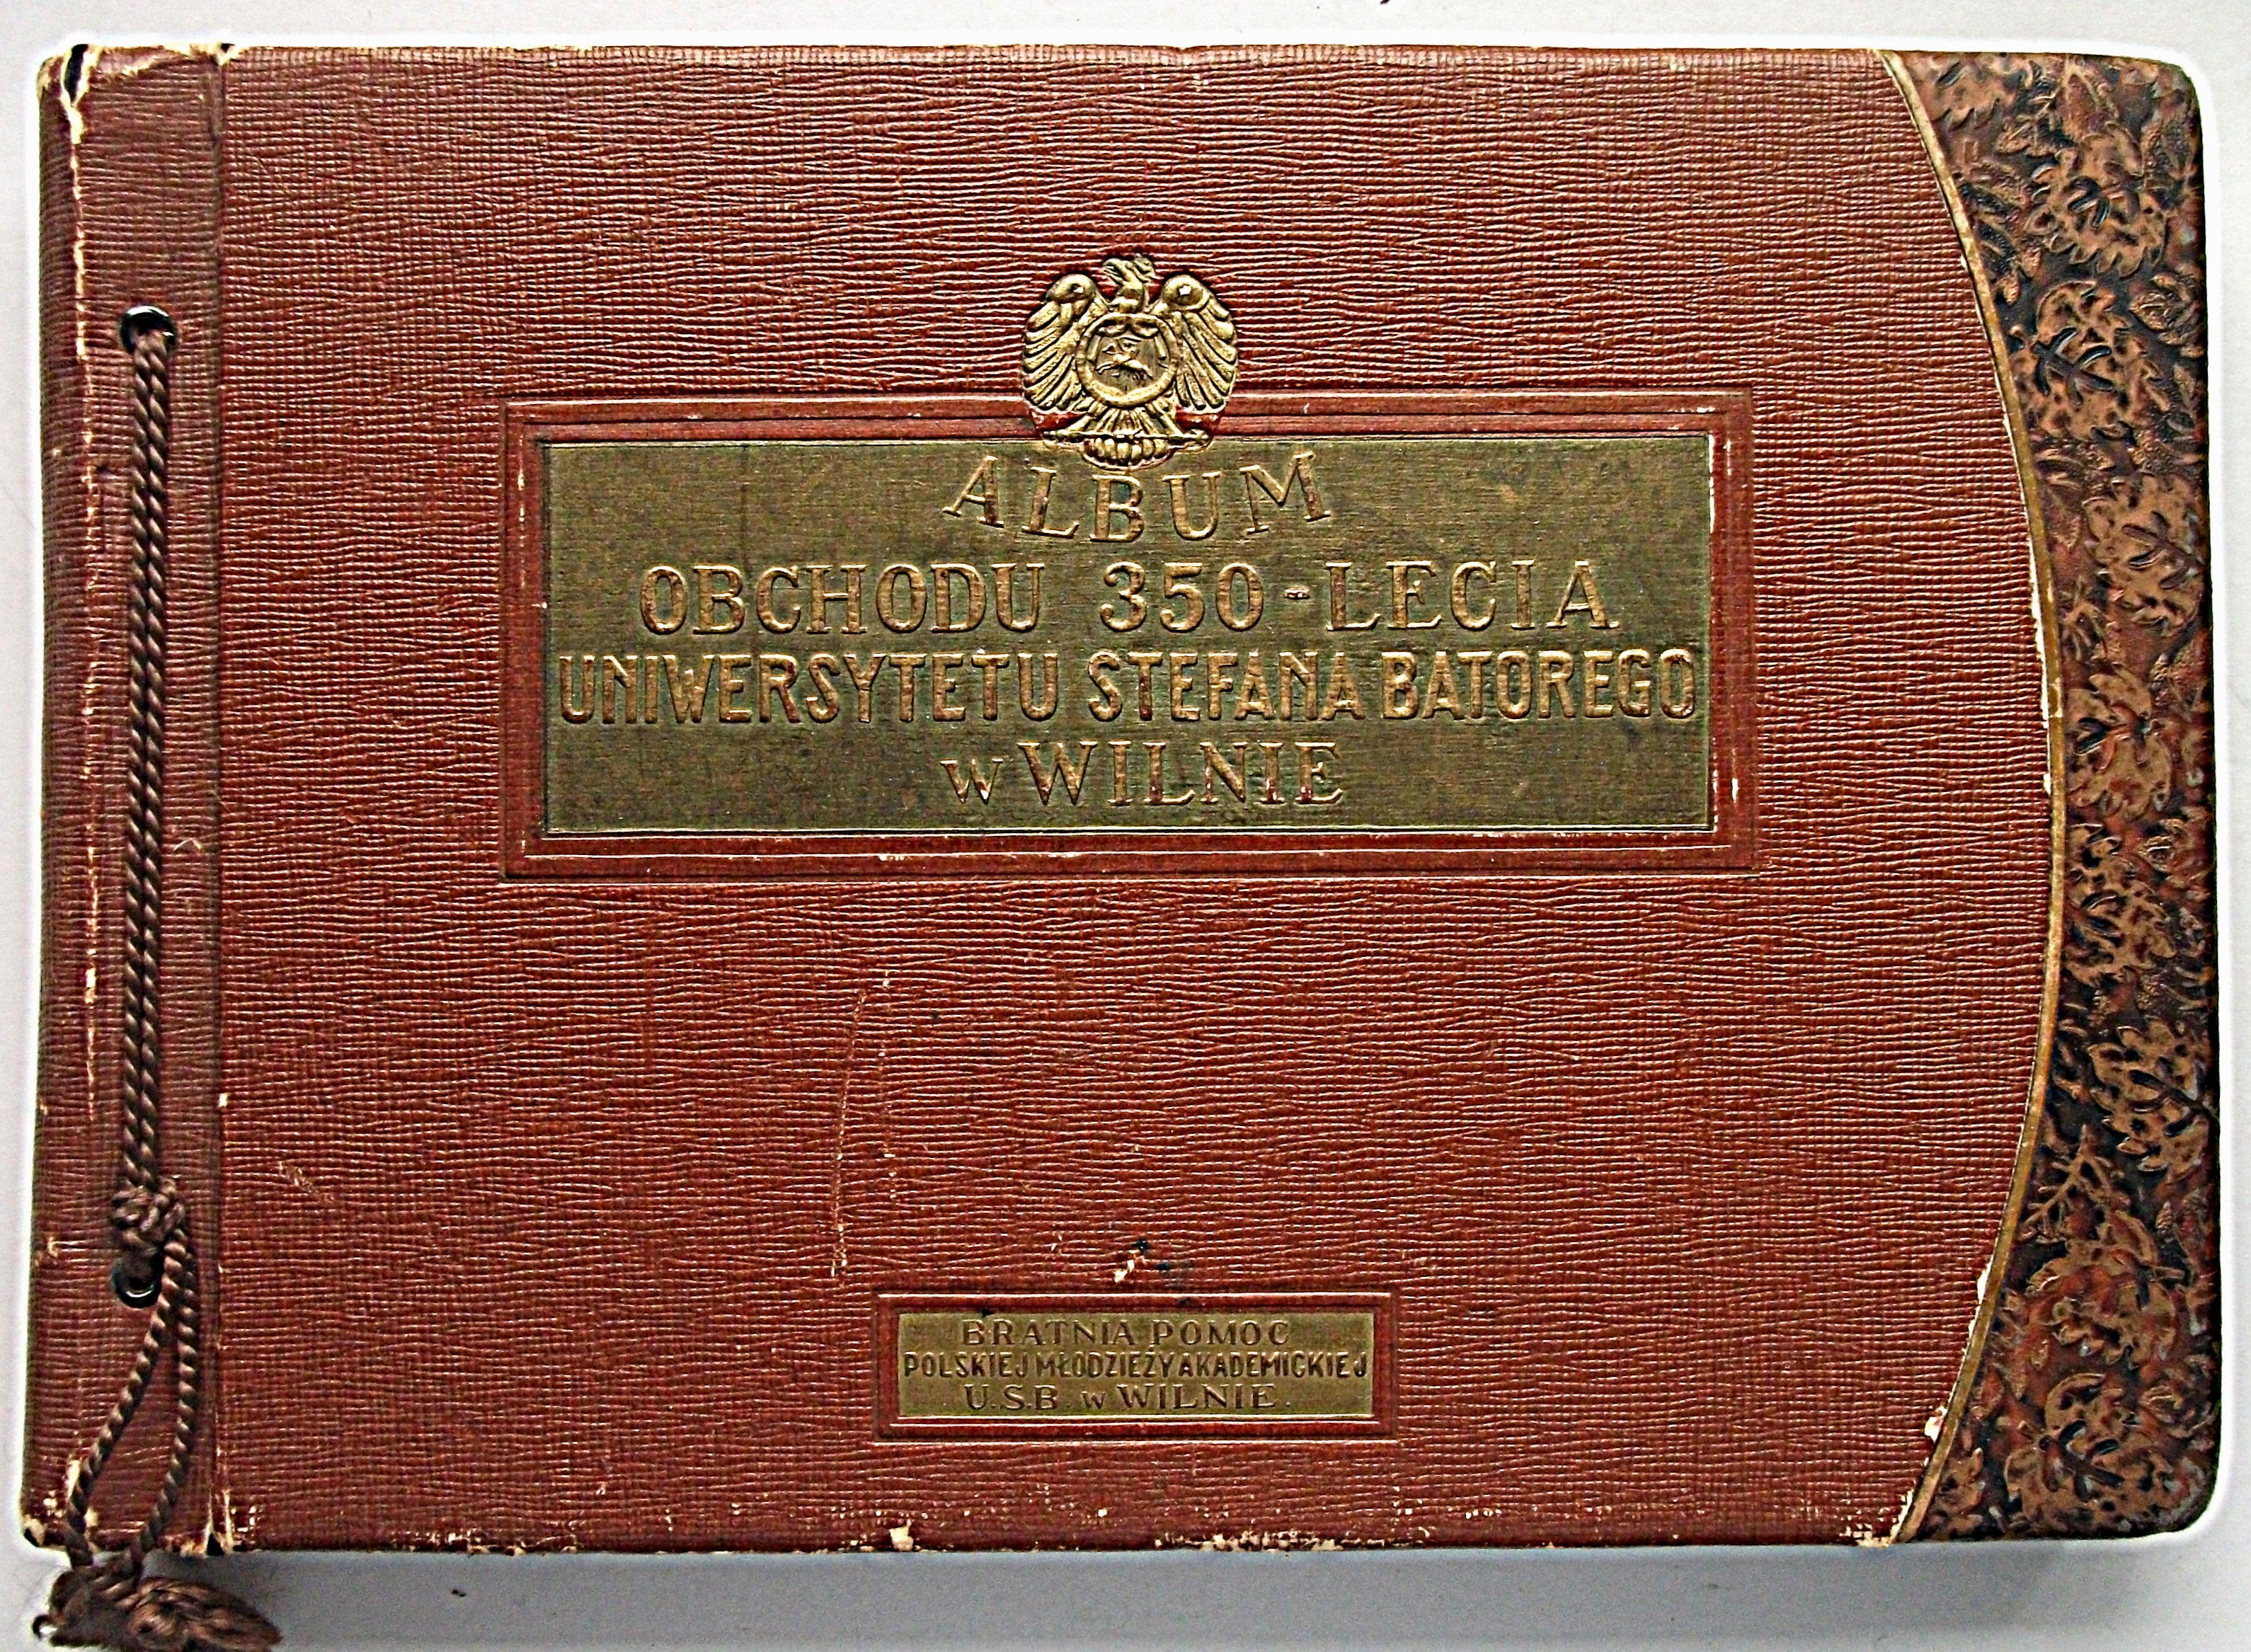 ALBUM
OBCHODU 350-LECIA
UNIWERSYTETU STEFANA BATOREGO
w WILNIE
BRATNIA POMOC
POLSKIEJ MŁODZIEŻY AKADEMICKIEJ
U.S.B. w WILNIE.